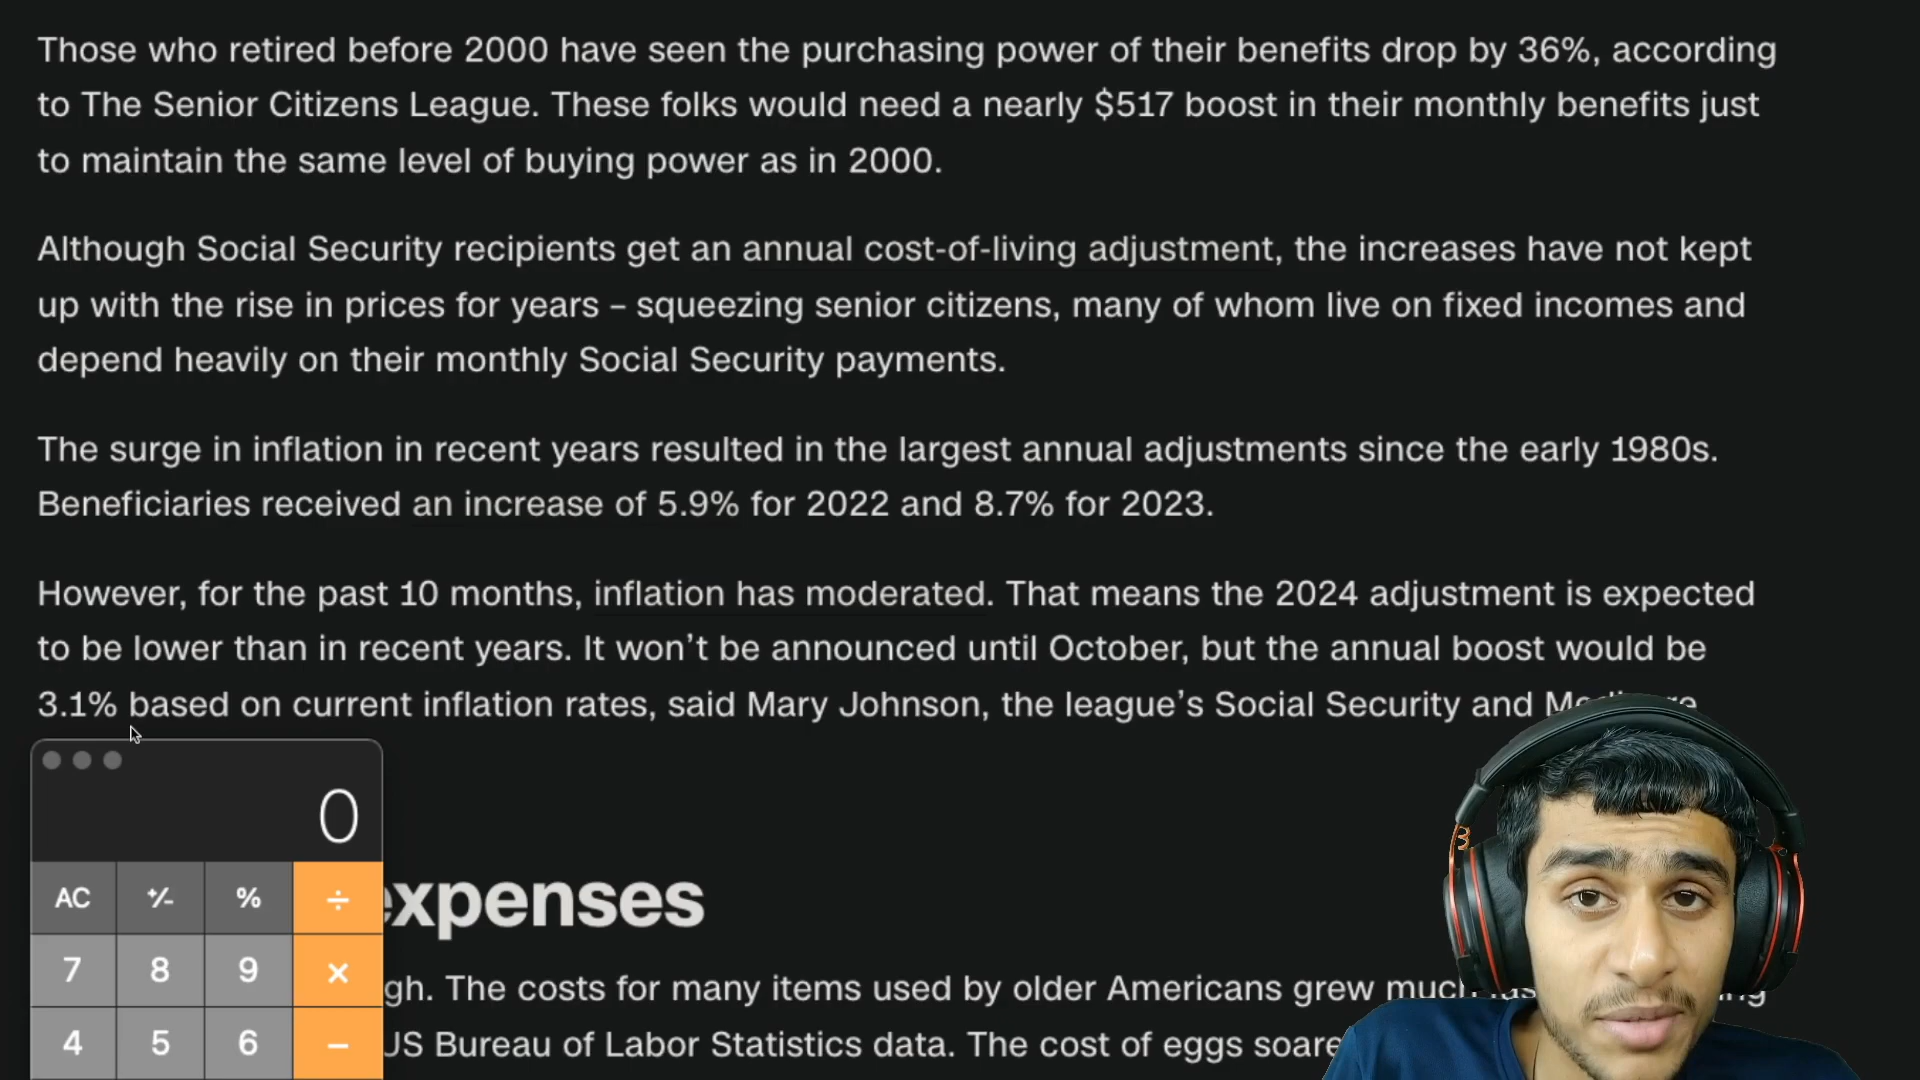 Those who retired before 2000 have seen the purchasing power of their benefits drop by 36%, according
to The Senior Citizens League. These folks would need a nearly $517 boost in their monthly benefits just
to maintain the same level of buying power as in 2000.
Although Social Security recipients get an annual cost-of-living adjustment, the increases have not kept
up with the rise in prices for years – squeezing senior citizens, many of whom live on fixed incomes and
depend heavily on their monthly Social Security payments.
The surge in inflation in recent years resulted in the largest annual adjustments since the early 1980s.
Beneficiaries received an increase of 5.9% for 2022 and 8.7% for 2023.
However, for the past 10 months, inflation has moderated. That means the 2024 adjustment is expected
to be lower than in recent years. It won’t be announced until October, but the annual boost would be
3.1% based on current inflation rates, said Mary Johnson, the league’s Social Security and
0
AC +/- % ÷
expenses
7 8 9 ×
gh. The costs for many items used by older Americans grew much
4 5 6 −
US Bureau of Labor Statistics data. The cost of eggs soare